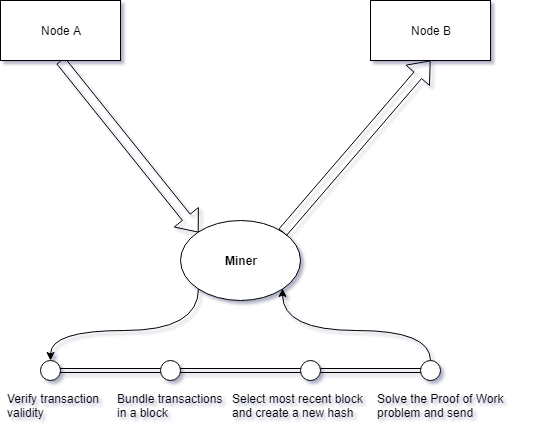 Node A
Node B
Miner
Verify transaction
validity
Bundle transactions
in a block
Select most recent block
and create a new hash
Solve the Proof of Work
problem and send